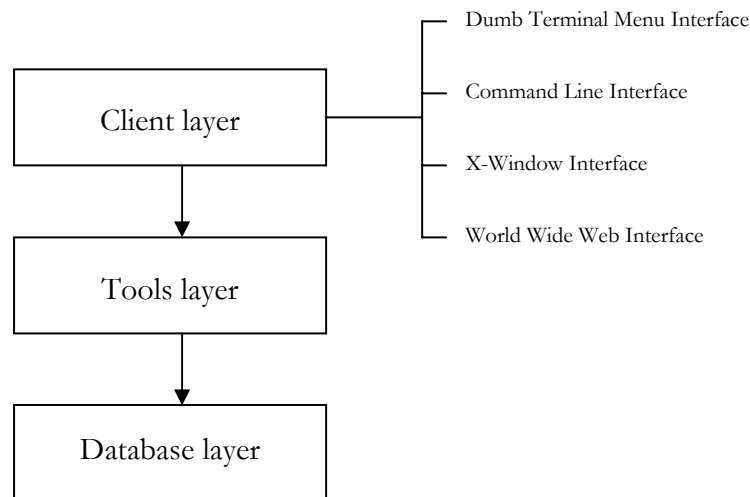 Dumb Terminal Menu Interface
Client layer
Command Line Interface
X-Window Interface
World Wide Web Interface
Tools layer
Database layer